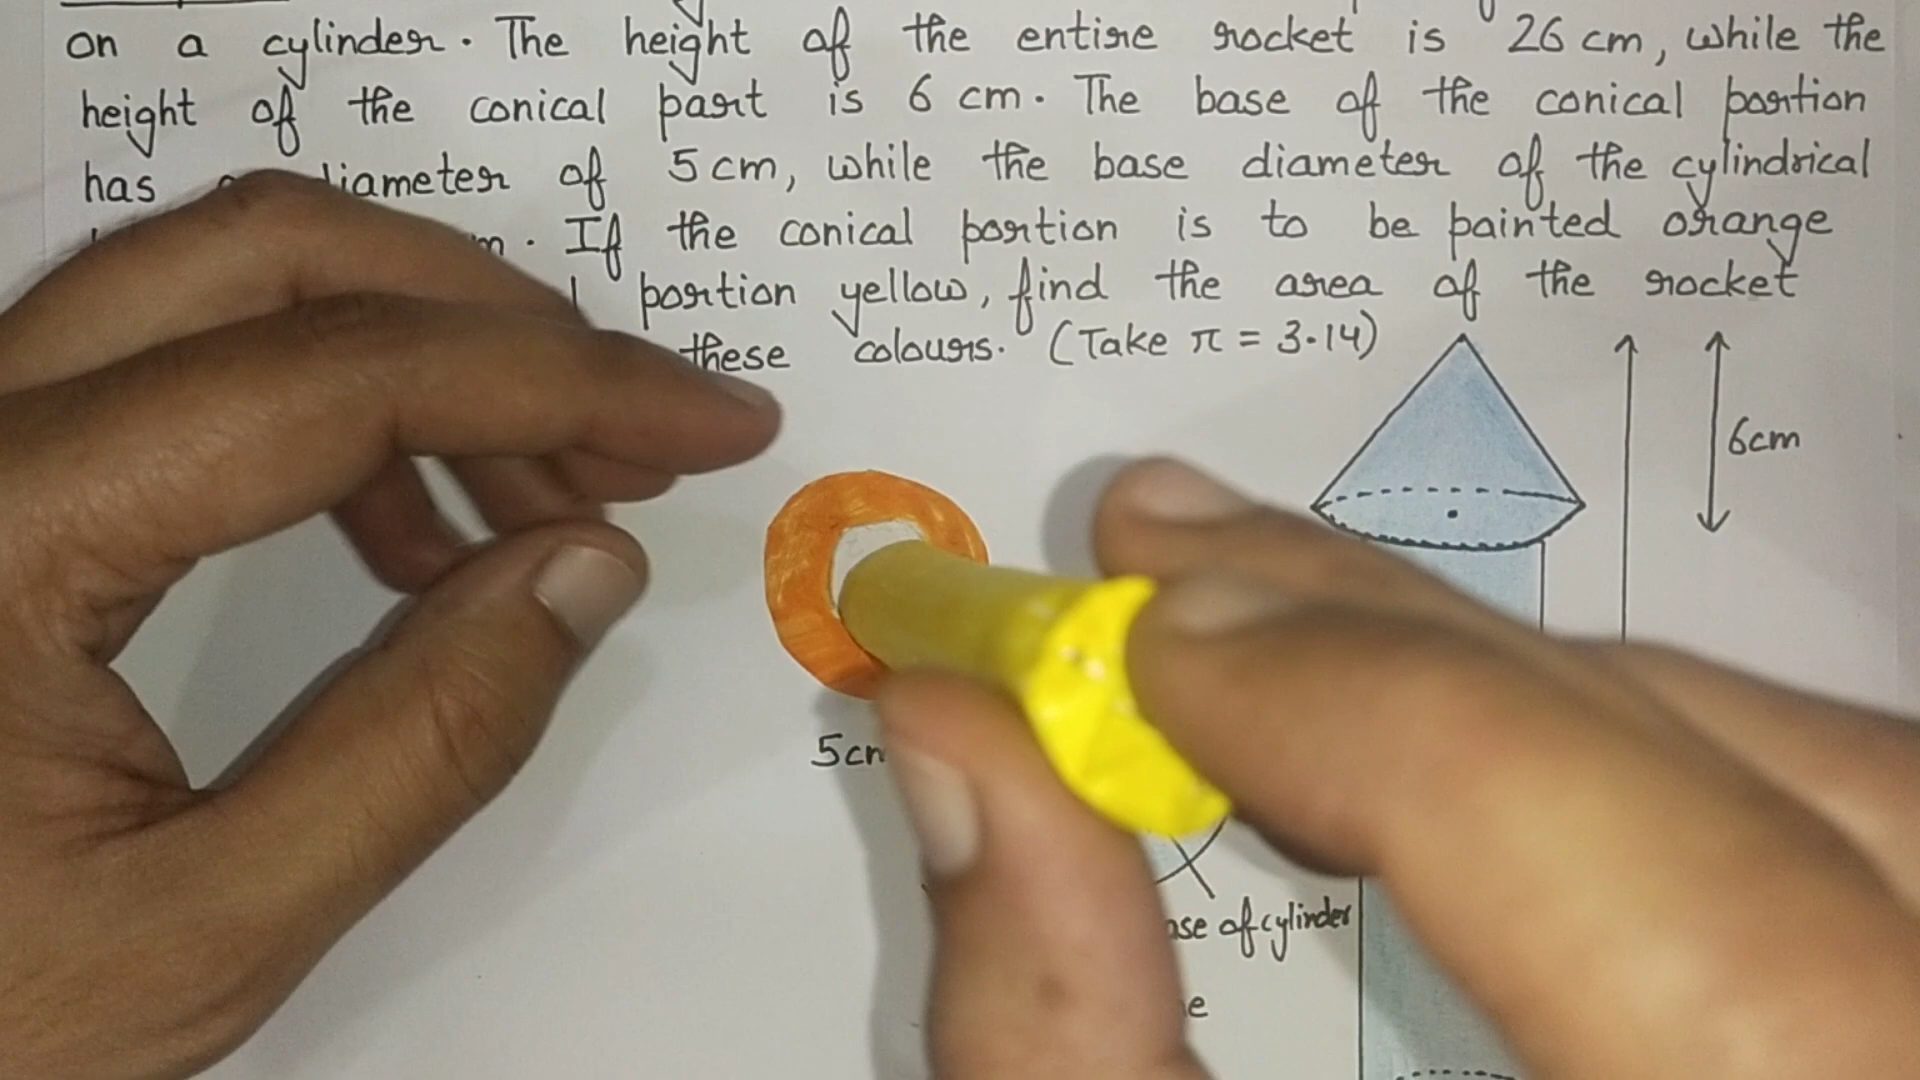 on a cylinder. The height of the entire rocket is 26 cm, while the
height of the conical part is 6 cm. The base of the conical portion
has diameter of 5 cm, while the base diameter of the cylindrical
. If the conical portion is to be painted orange
portion yellow, find the area of the rocket
these colours. (Take π = 3.14)
6cm
5cm
of cylinder